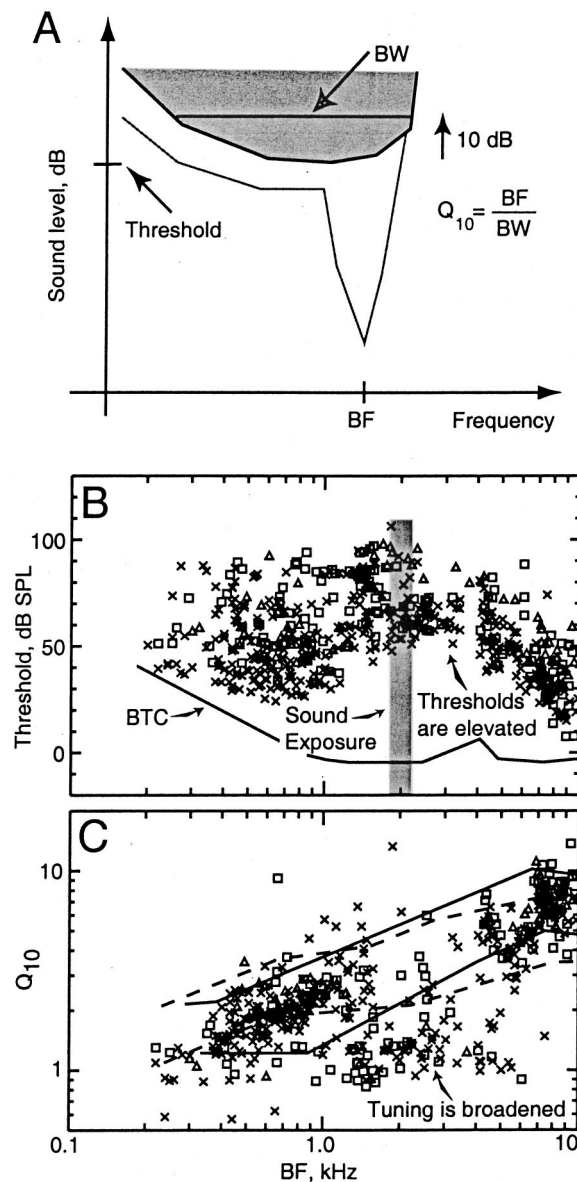 A
BW
10 dB
Sound level, dB
Threshold
Q10 = BF
BW
BF
Frequency
B
100
50
0
Threshold, dB SPL
BTC
Sound
Exposure
Thresholds
are elevated
C
10
1
Q10
Tuning is broadened
0.1
1.0
10
BF, kHz